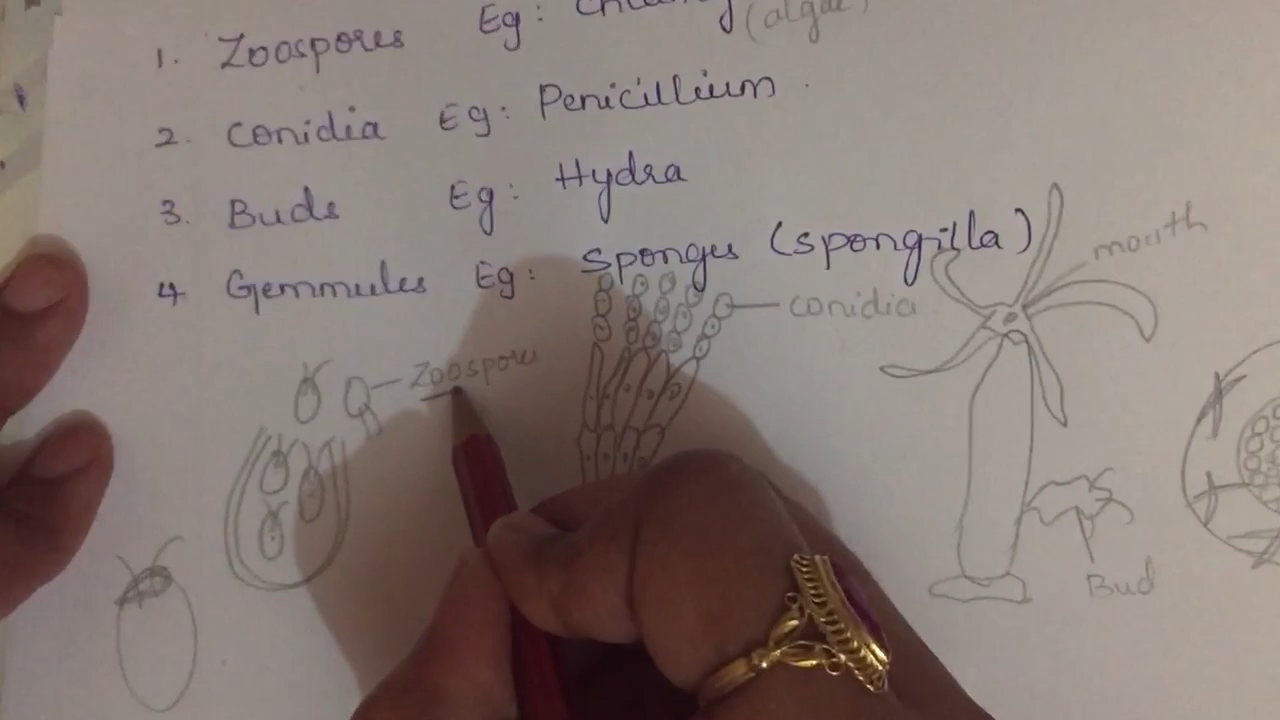 1. Zoospores Eg:
(algae)
2. Conidia Eg: Penicillium.
3. Buds Eg: Hydra
4 Gemmules Eg: Sponges (spongilla)
mouth
conidia
Zoospore
Bud